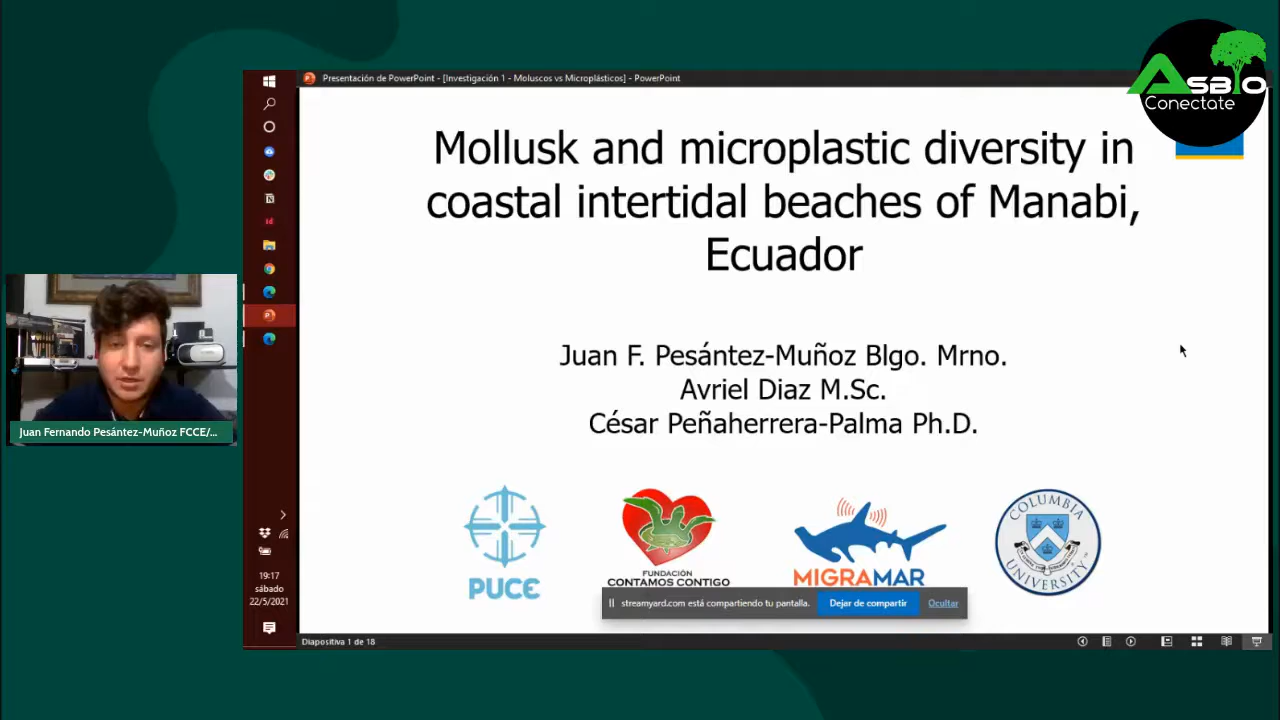 Presentación de PowerPoint - [Investigación 1 - Moluscos vs Microplásticos] - PowerPoint
ASBIO
Conectate
Mollusk and microplastic diversity in
coastal intertidal beaches of Manabi,
Ecuador
Juan F. Pesántez-Muñoz Blgo. Mrno.
Avriel Diaz M.Sc.
César Peñaherrera-Palma Ph.D.
Juan Fernando Pesántez-Muñoz FCCE/...
PUCE
FUNDACIÓN
CONTAMOS CONTIGO
MIGRAMAR
COLUMBIA
UNIVERSITY
streamyard.com está compartiendo tu pantalla.
Dejar de compartir
Ocultar
19:17
sábado
22/5/2021
Diapositiva 1 de 18